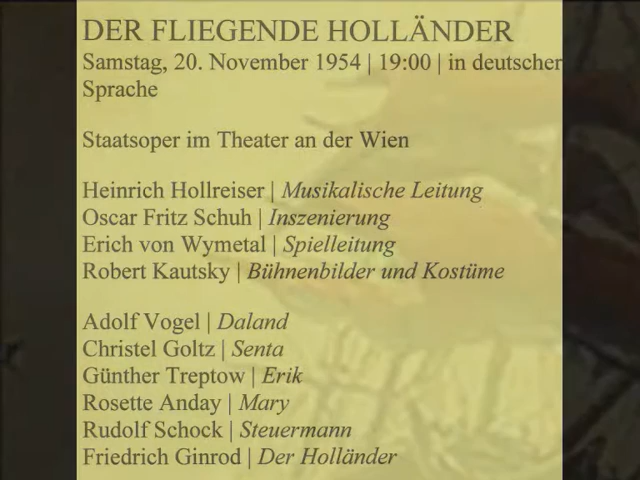 DER FLIEGENDE HOLLÄNDER
Samstag, 20. November 1954 | 19:00 | in deutscher
Sprache
Staatsoper im Theater an der Wien
Heinrich Hollreiser | Musikalische Leitung
Oscar Fritz Schuh | Inszenierung
Erich von Wymetal | Spielleitung
Robert Kautsky | Bühnenbilder und Kostüme
Adolf Vogel | Daland
Christel Goltz | Senta
Günther Treptow | Erik
Rosette Anday | Mary
Rudolf Schock | Steuermann
Friedrich Ginrod | Der Holländer